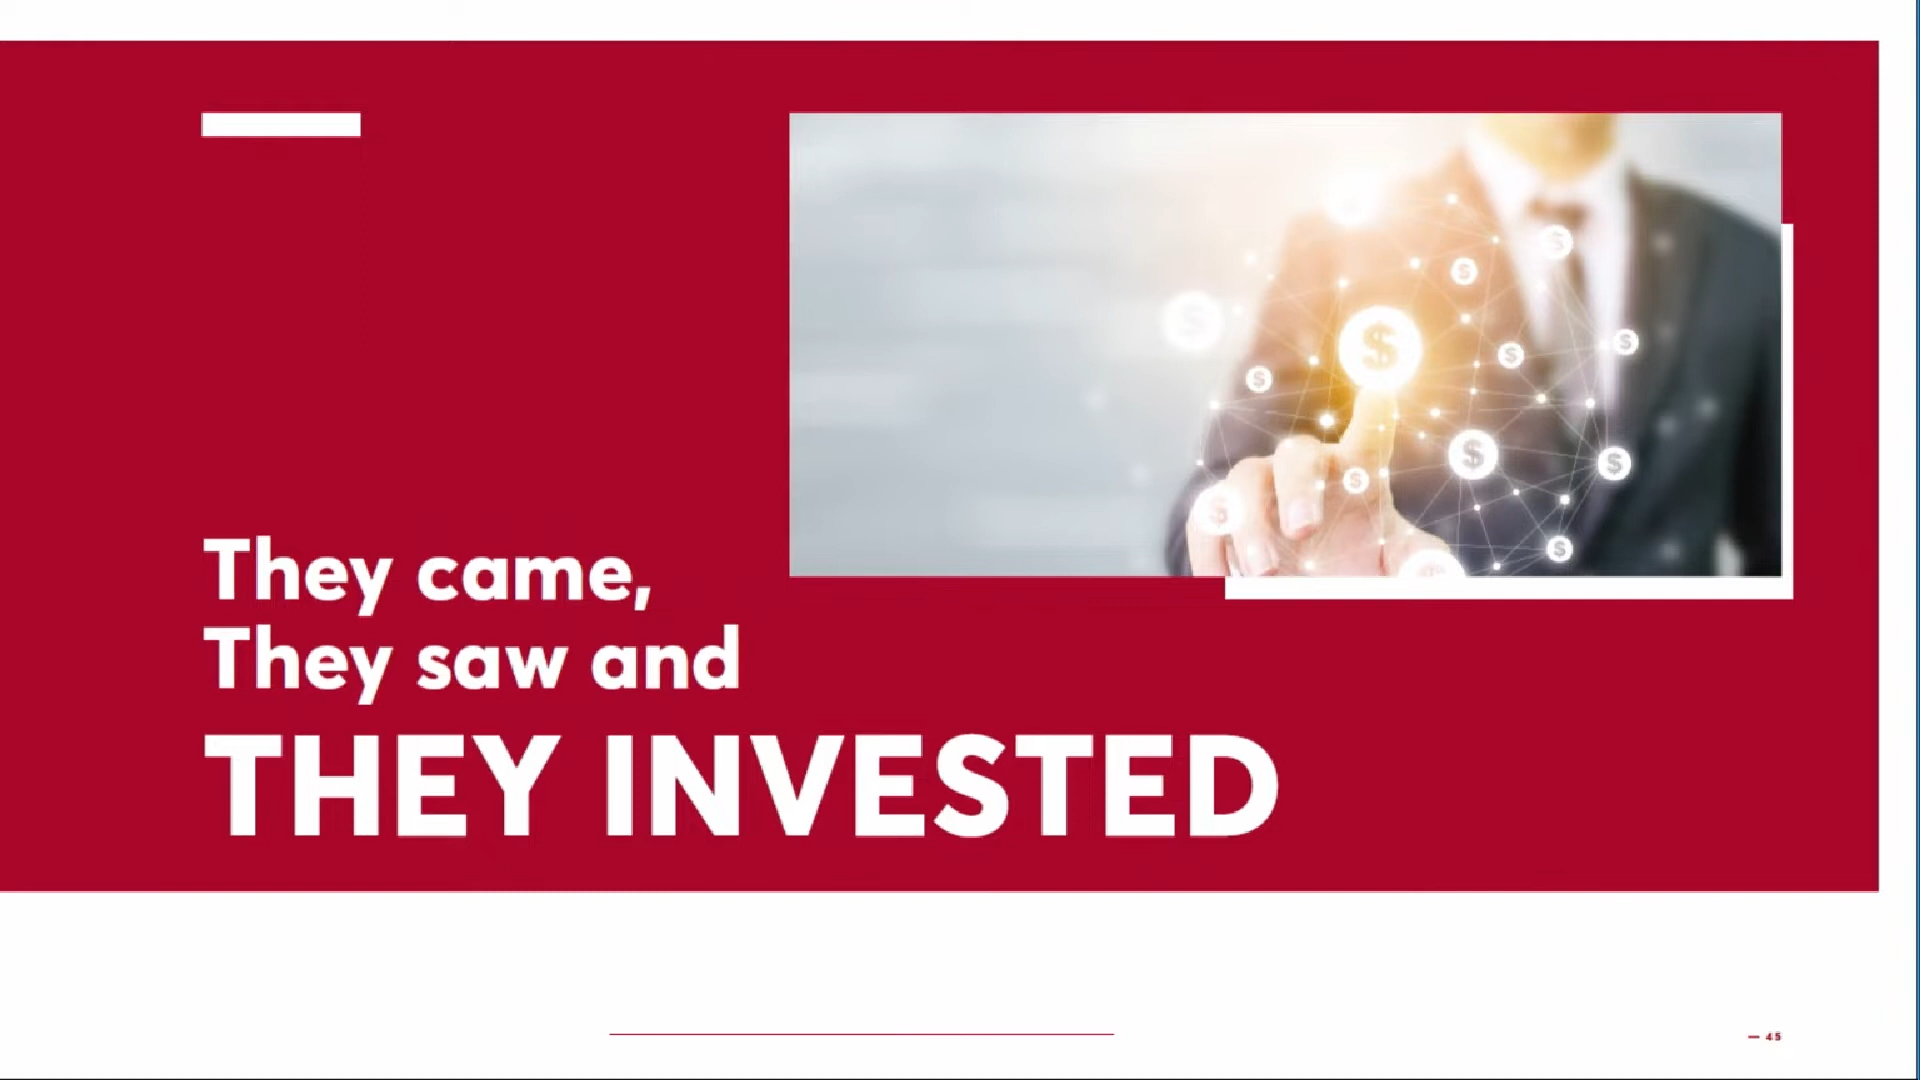 They came,
They saw and
THEY INVESTED
— 45